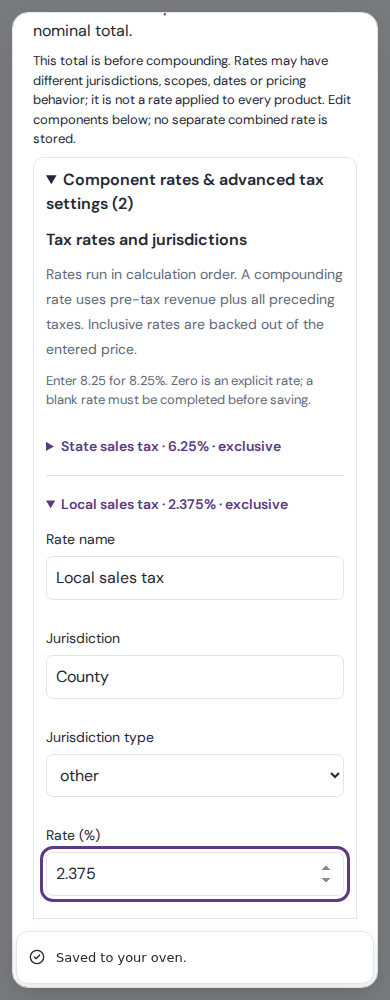 nominal total.
This total is before compounding. Rates may have
different jurisdictions, scopes, dates or pricing
behavior; it is not a rate applied to every product. Edit
components below; no separate combined rate is
stored.
▼ Component rates & advanced tax
settings (2)
Tax rates and jurisdictions
Rates run in calculation order. A compounding
rate uses pre-tax revenue plus all preceding
taxes. Inclusive rates are backed out of the
entered price.
Enter 8.25 for 8.25%. Zero is an explicit rate; a
blank rate must be completed before saving.
▶ State sales tax · 6.25% · exclusive
▼ Local sales tax · 2.375% · exclusive
Rate name
Local sales tax
Jurisdiction
County
Jurisdiction type
other
Rate (%)
2.375
Saved to your oven.